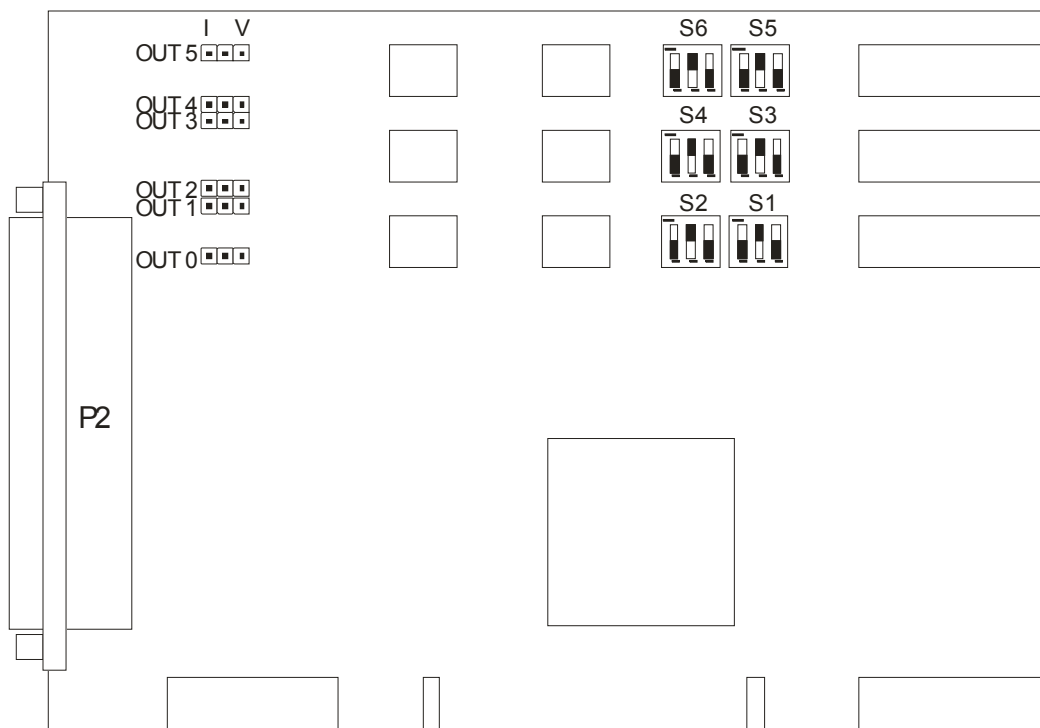 I V
S6 S5
OUT 5
OUT 4
OUT 3
S4 S3
OUT 2
OUT 1
S2 S1
OUT 0
P2